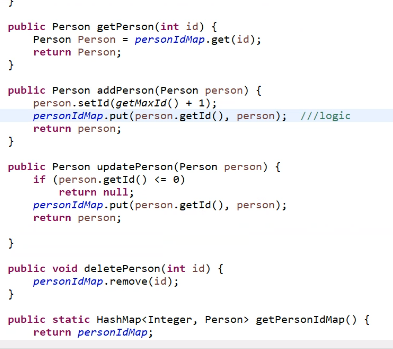 }
public Person getPerson(int id) {
Person Person = personIdMap.get(id);
return Person;
}
public Person addPerson(Person person) {
person.setId(getMaxId() + 1);
personIdMap.put(person.getId(), person);  ///logic
return person;
}
public Person updatePerson(Person person) {
if (person.getId() <= 0)
return null;
personIdMap.put(person.getId(), person);
return person;
}
public void deletePerson(int id) {
personIdMap.remove(id);
}
public static HashMap<Integer, Person> getPersonIdMap() {
return personIdMap;